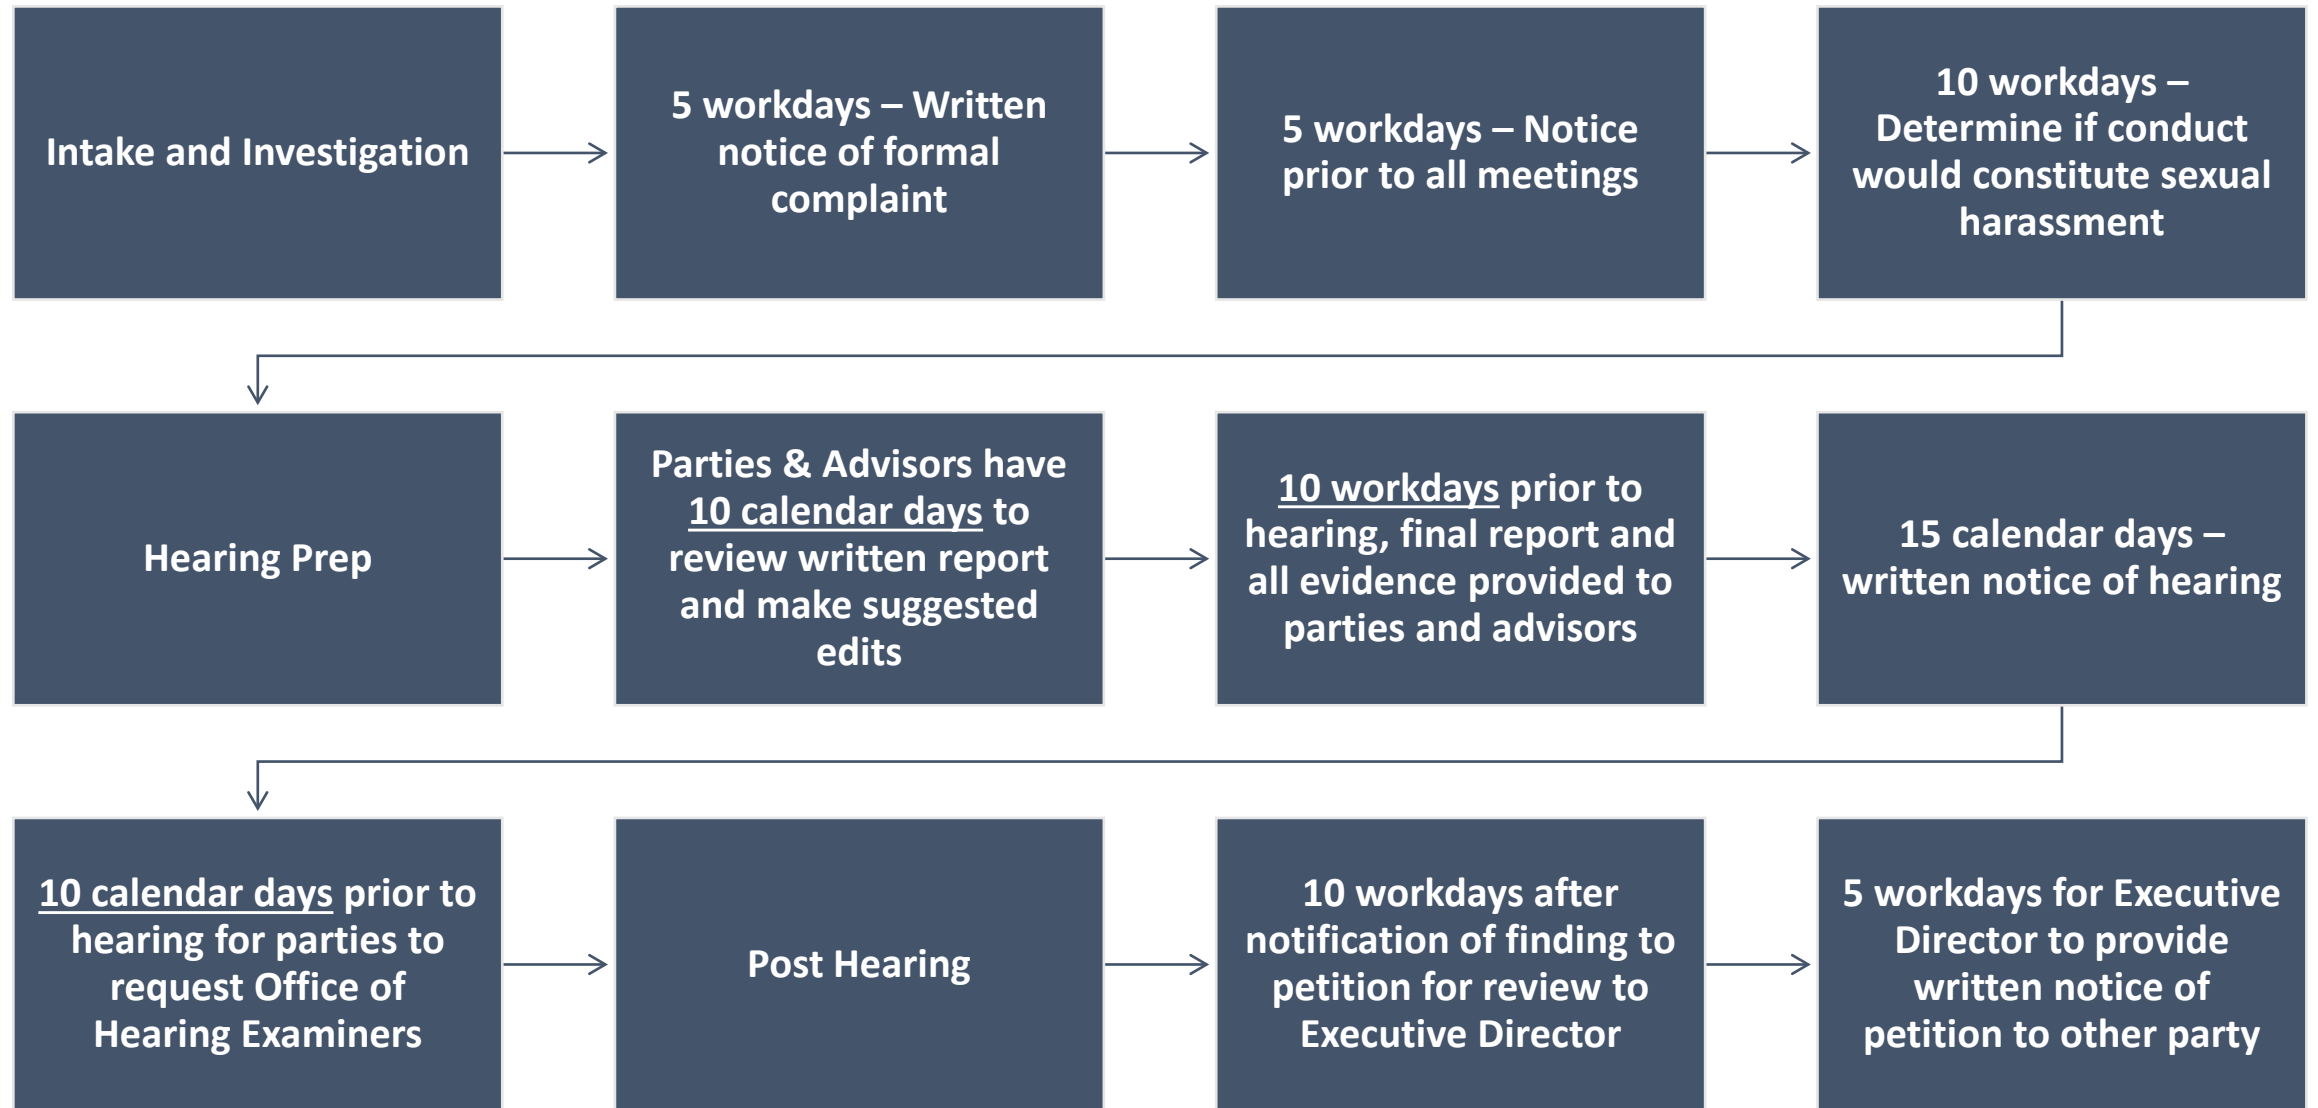 Intake and Investigation
5 workdays – Written
notice of formal
complaint
5 workdays – Notice
prior to all meetings
10 workdays –
Determine if conduct
would constitute sexual
harassment
Hearing Prep
Parties & Advisors have
10 calendar days to
review written report
and make suggested
edits
10 workdays prior to
hearing, final report and
all evidence provided to
parties and advisors
15 calendar days –
written notice of hearing
10 calendar days prior to
hearing for parties to
request Office of
Hearing Examiners
Post Hearing
10 workdays after
notification of finding to
petition for review to
Executive Director
5 workdays for Executive
Director to provide
written notice of
petition to other party